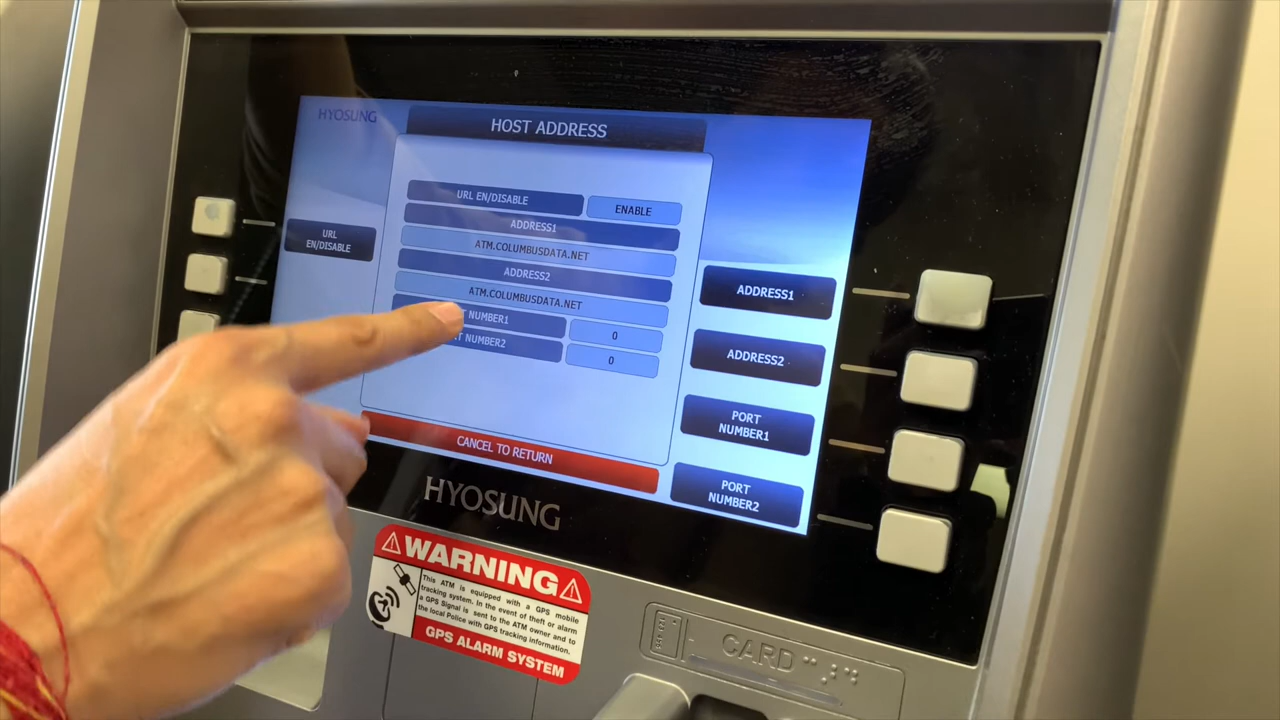 HYOSUNG
HOST ADDRESS
URL EN/DISABLE
ENABLE
ADDRESS1
ATM.COLUMBUSDATA.NET
ADDRESS2
ATM.COLUMBUSDATA.NET
NUMBER1
0
NUMBER2
0
URL
EN/DISABLE
ADDRESS1
ADDRESS2
PORT
NUMBER1
PORT
NUMBER2
CANCEL TO RETURN
HYOSUNG
WARNING
This ATM is equipped with a GPS mobile
tracking system. In the event of theft or alarm
a GPS Signal is sent to the ATM owner and to
the local Police with GPS tracking information.
GPS ALARM SYSTEM
CARD